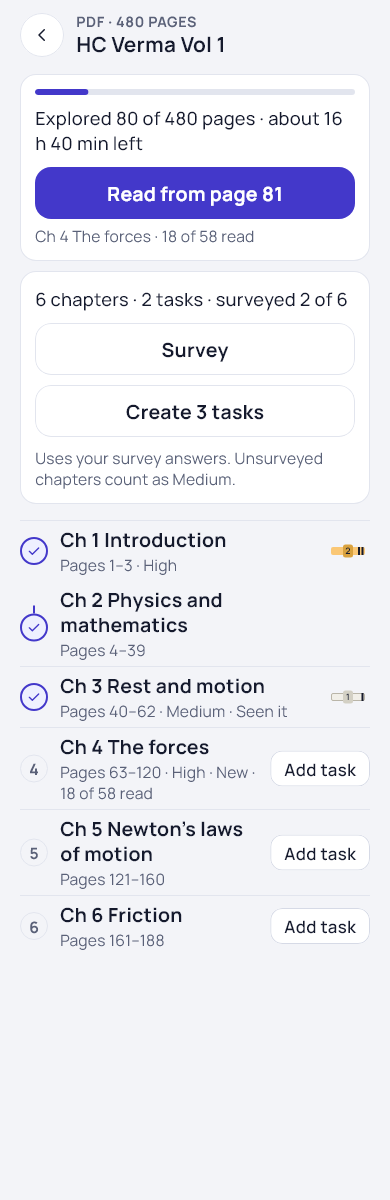 PDF · 480 PAGES
HC Verma Vol 1
Explored 80 of 480 pages · about 16
h 40 min left
Read from page 81
Ch 4 The forces · 18 of 58 read
6 chapters · 2 tasks · surveyed 2 of 6
Survey
Create 3 tasks
Uses your survey answers. Unsurveyed
chapters count as Medium.
Ch 1 Introduction
Pages 1–3 · High
2
Ch 2 Physics and
mathematics
Pages 4–39
Ch 3 Rest and motion
Pages 40–62 · Medium · Seen it
1
4
Ch 4 The forces
Pages 63–120 · High · New ·
18 of 58 read
Add task
5
Ch 5 Newton's laws
of motion
Pages 121–160
Add task
6
Ch 6 Friction
Pages 161–188
Add task